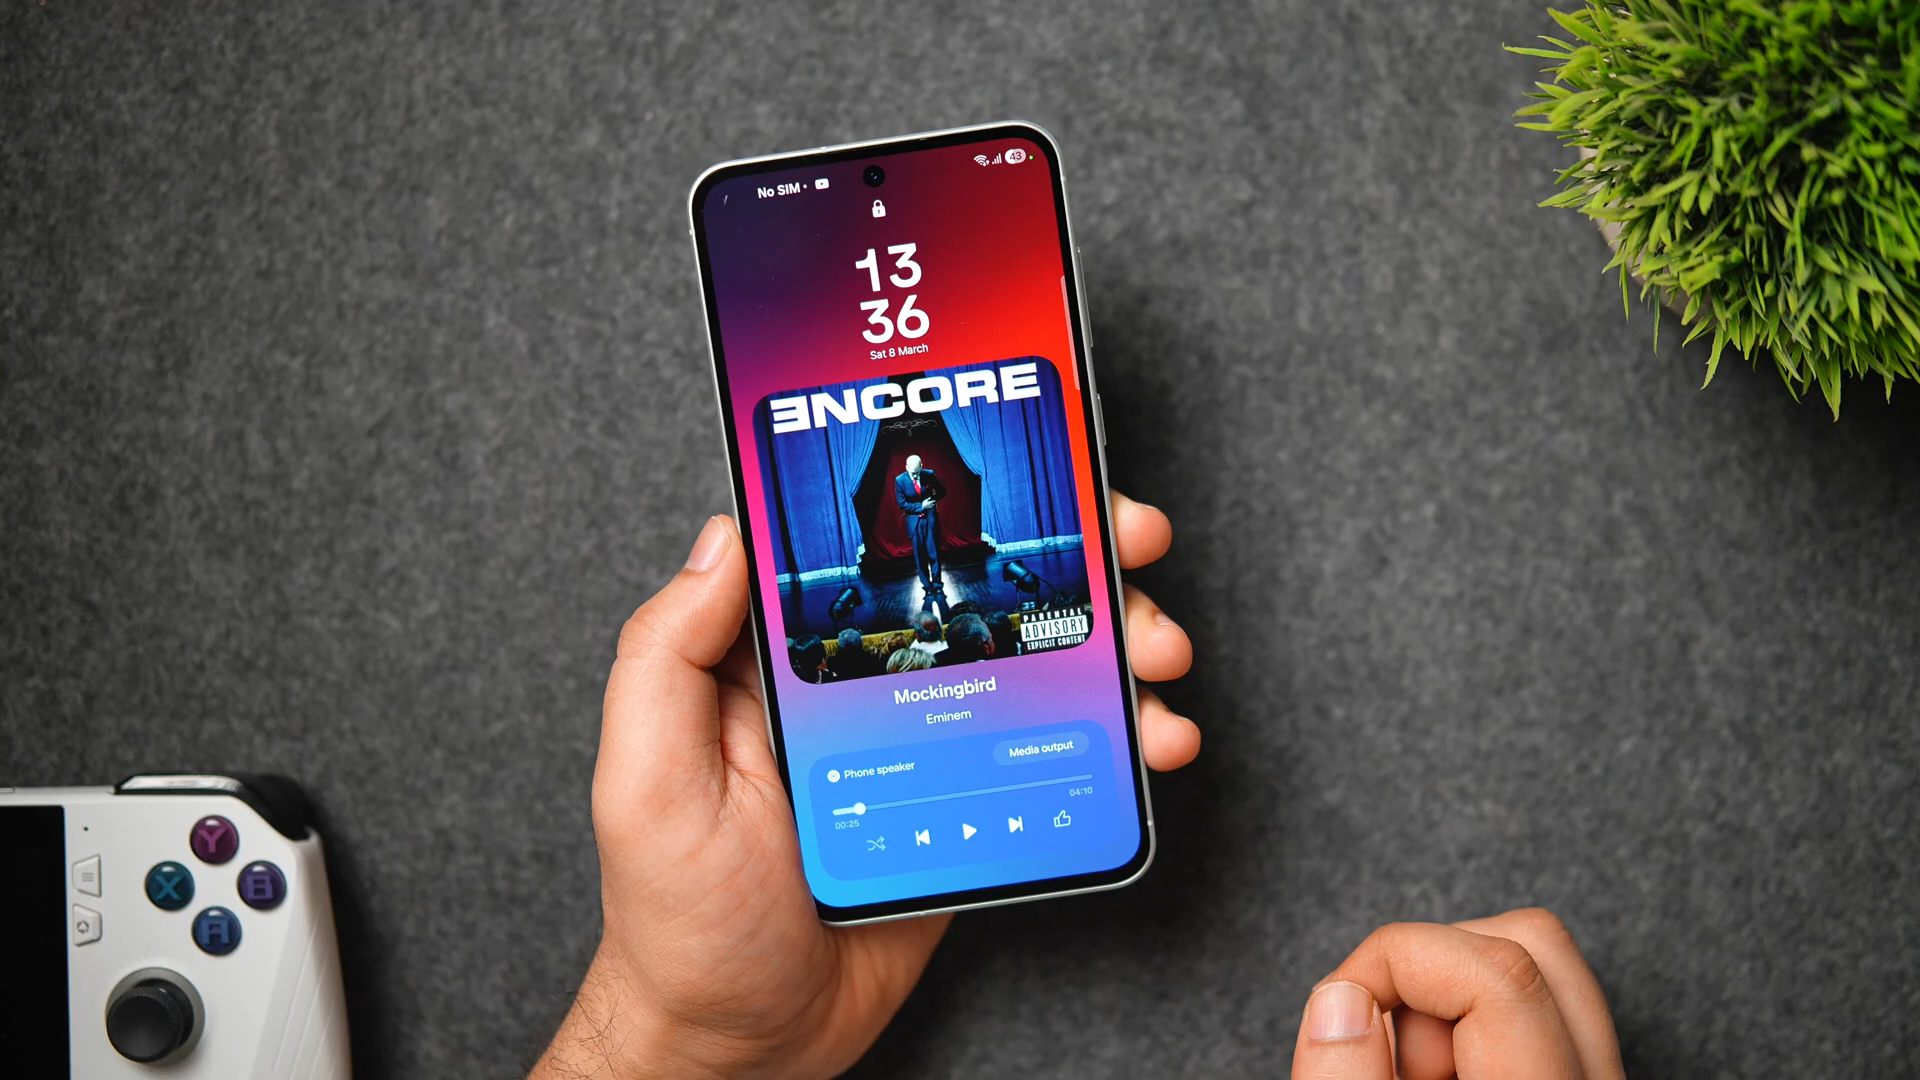 No SIM •
43
13
36
Sat 8 March
ƎNCORE
PARENTAL
ADVISORY
EXPLICIT CONTENT
Mockingbird
Eminem
Phone speaker
Media output
00:25
04:10
Y
X
B
A